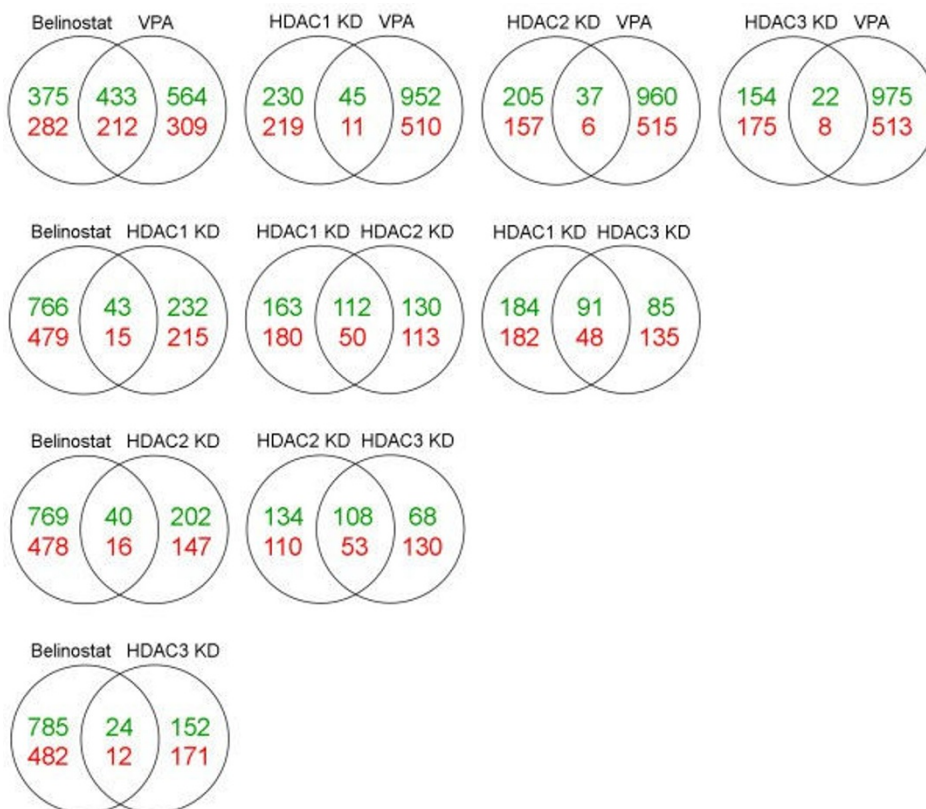 Belinostat VPA HDAC1 KD VPA HDAC2 KD VPA HDAC3 KD VPA
375 433 564 230 45 952 205 37 960 154 22 975
282 212 309 219 11 510 157 6 515 175 8 513
Belinostat HDAC1 KD HDAC1 KD HDAC2 KD HDAC1 KD HDAC3 KD
766 43 232 163 112 130 184 91 85
479 15 215 180 50 113 182 48 135
Belinostat HDAC2 KD HDAC2 KD HDAC3 KD
769 40 202 134 108 68
478 16 147 110 53 130
Belinostat HDAC3 KD
785 24 152
482 12 171